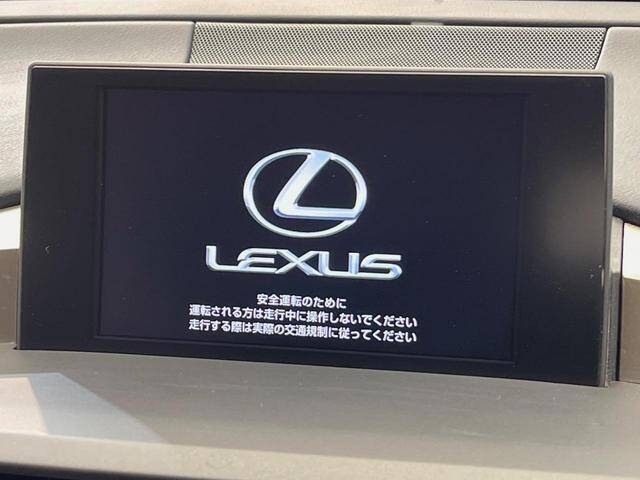 LEXUS
安全運転のために
運転される方は走行中に操作しないでください
走行する際は実際の交通規制に従ってください